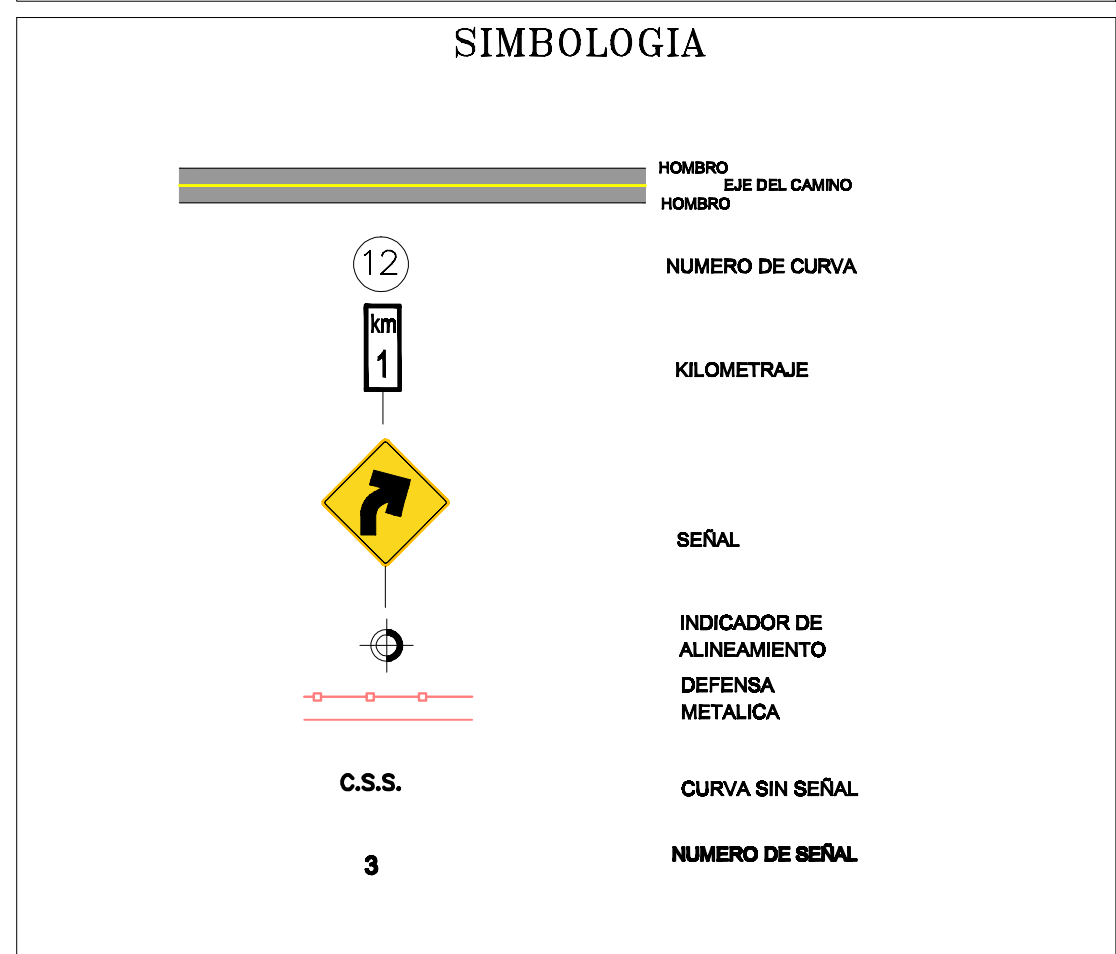 SIMBOLOGIA
HOMBRO
EJE DEL CAMINO
HOMBRO
12
NUMERO DE CURVA
km
1
KILOMETRAJE
SEÑAL
INDICADOR DE
ALINEAMIENTO
DEFENSA
METALICA
C.S.S.
CURVA SIN SEÑAL
3
NUMERO DE SEÑAL